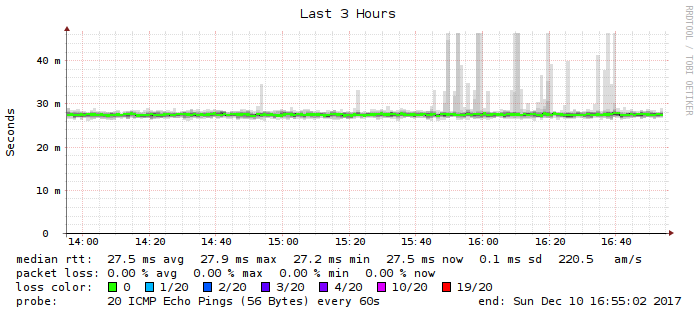 Last 3 Hours
RRDTOOL / TOBI OETIKER
Seconds
40 m
30 m
20 m
10 m
0
14:00 14:20 14:40 15:00 15:20 15:40 16:00 16:20 16:40
median rtt: 27.5 ms avg 27.9 ms max 27.2 ms min 27.5 ms now 0.1 ms sd 220.5 am/s
packet loss: 0.00 % avg 0.00 % max 0.00 % min 0.00 % now
loss color: 0 1/20 2/20 3/20 4/20 10/20 19/20
probe: 20 ICMP Echo Pings (56 Bytes) every 60s end: Sun Dec 10 16:55:02 2017